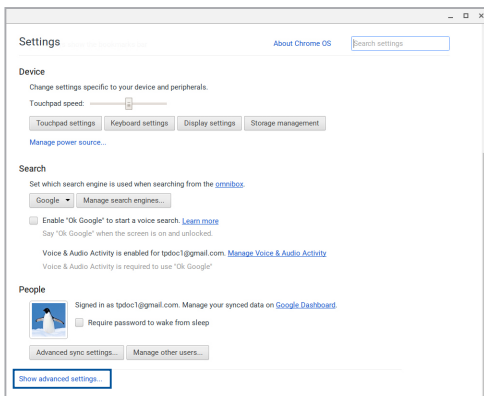 Settings
About Chrome OS
Search settings
Device
Change settings specific to your device and peripherals.
Touchpad speed:
Touchpad settings Keyboard settings Display settings Storage management
Manage power source...
Search
Set which search engine is used when searching from the omnibox.
Google Manage search engines...
Enable "Ok Google" to start a voice search. Learn more
Say "Ok Google" when the screen is on and unlocked.
Voice & Audio Activity is enabled for tpdoc1@gmail.com. Manage Voice & Audio Activity
Voice & Audio Activity is required to use "Ok Google"
People
Signed in as tpdoc1@gmail.com. Manage your synced data on Google Dashboard.
Require password to wake from sleep
Advanced sync settings... Manage other users...
Show advanced settings...